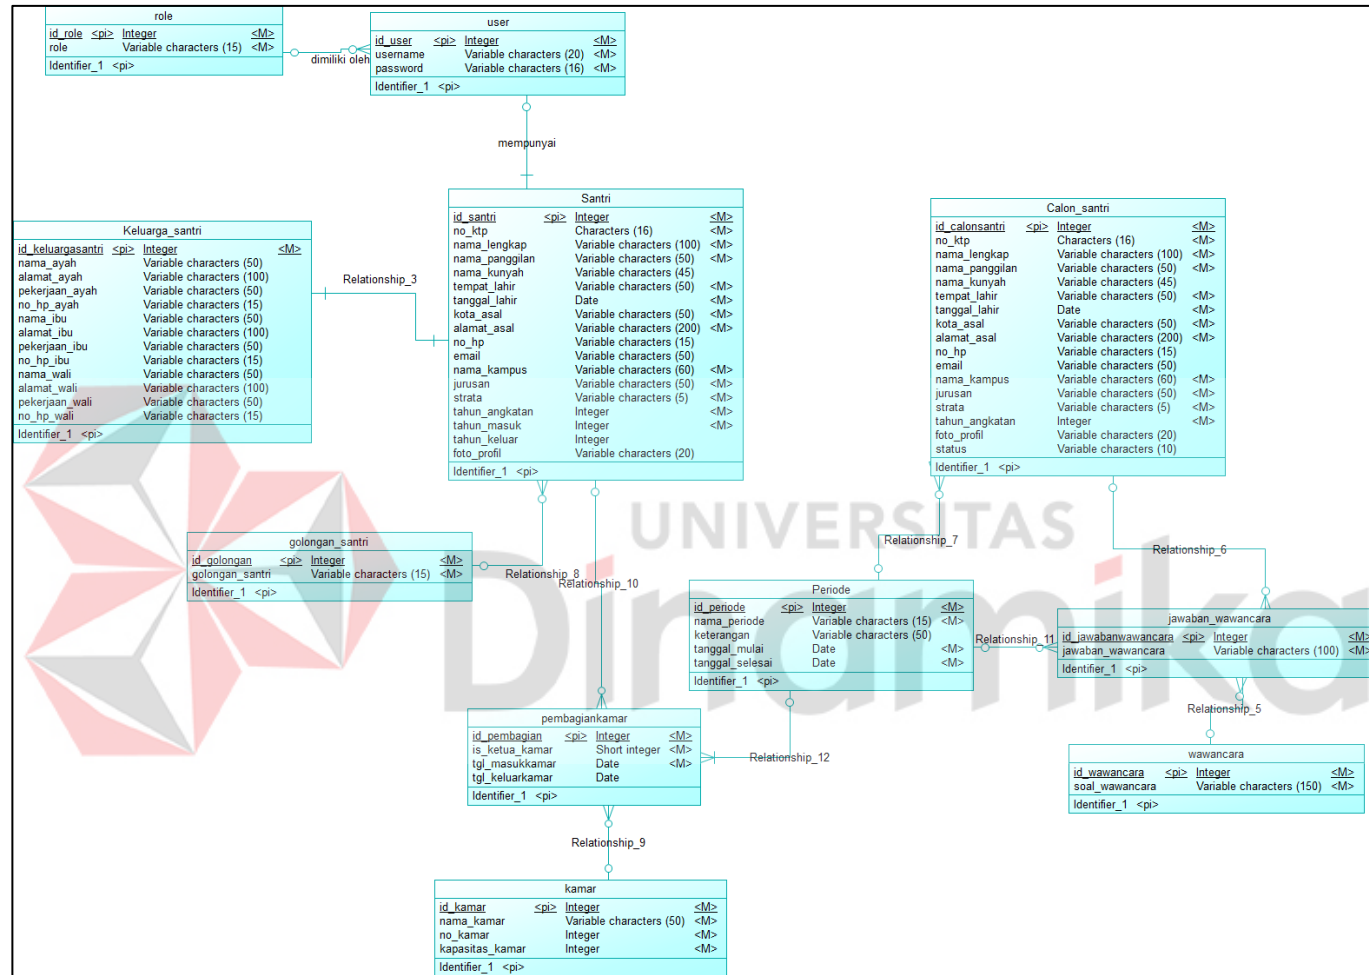 role
id_role <pi> Integer <M>
role Variable characters (15) <M>
Identifier_1 <pi>
user
id_user <pi> Integer <M>
username Variable characters (20) <M>
password Variable characters (16) <M>
Identifier_1 <pi>
dimiliki oleh
mempunyai
Santri
id_santri <pi> Integer <M>
no_ktp Characters (16) <M>
nama_lengkap Variable characters (100) <M>
nama_panggilan Variable characters (50) <M>
nama_kunyah Variable characters (45)
tempat_lahir Variable characters (50) <M>
tanggal_lahir Date <M>
kota_asal Variable characters (50) <M>
alamat_asal Variable characters (200) <M>
no_hp Variable characters (15)
email Variable characters (50)
nama_kampus Variable characters (60) <M>
jurusan Variable characters (50) <M>
strata Variable characters (5) <M>
tahun_angkatan Integer <M>
tahun_masuk Integer <M>
tahun_keluar Integer
foto_profil Variable characters (20)
Identifier_1 <pi>
Keluarga_santri
id_keluargasantri <pi> Integer <M>
nama_ayah Variable characters (50)
alamat_ayah Variable characters (100)
pekerjaan_ayah Variable characters (50)
no_hp_ayah Variable characters (15)
nama_ibu Variable characters (50)
alamat_ibu Variable characters (100)
pekerjaan_ibu Variable characters (50)
no_hp_ibu Variable characters (15)
nama_wali Variable characters (50)
alamat_wali Variable characters (100)
pekerjaan_wali Variable characters (50)
no_hp_wali Variable characters (15)
Identifier_1 <pi>
Relationship_3
Calon_santri
id_calonsantri <pi> Integer <M>
no_ktp Characters (16) <M>
nama_lengkap Variable characters (100) <M>
nama_panggilan Variable characters (50) <M>
nama_kunyah Variable characters (45)
tempat_lahir Variable characters (50) <M>
tanggal_lahir Date <M>
kota_asal Variable characters (50) <M>
alamat_asal Variable characters (200) <M>
no_hp Variable characters (15)
email Variable characters (50)
nama_kampus Variable characters (60) <M>
jurusan Variable characters (50) <M>
strata Variable characters (5) <M>
tahun_angkatan Integer <M>
foto_profil Variable characters (20)
status Variable characters (10)
Identifier_1 <pi>
UNIVERSITAS
Dinamika
golongan_santri
id_golongan <pi> Integer <M>
golongan_santri Variable characters (15) <M>
Identifier_1 <pi>
Relationship_8
Relationship_10
Relationship_7
Relationship_6
Periode
id_periode <pi> Integer <M>
nama_periode Variable characters (15) <M>
keterangan Variable characters (50)
tanggal_mulai Date <M>
tanggal_selesai Date <M>
Identifier_1 <pi>
Relationship_11
jawaban_wawancara
id_jawabanwawancara <pi> Integer <M>
jawaban_wawancara Variable characters (100) <M>
Identifier_1 <pi>
Relationship_5
pembagiankamar
id_pembagian <pi> Integer <M>
is_ketua_kamar Short integer <M>
tgl_masukkamar Date <M>
tgl_keluarkamar Date
Identifier_1 <pi>
Relationship_12
wawancara
id_wawancara <pi> Integer <M>
soal_wawancara Variable characters (150) <M>
Identifier_1 <pi>
Relationship_9
kamar
id_kamar <pi> Integer <M>
nama_kamar Variable characters (50) <M>
no_kamar Integer <M>
kapasitas_kamar Integer <M>
Identifier_1 <pi>